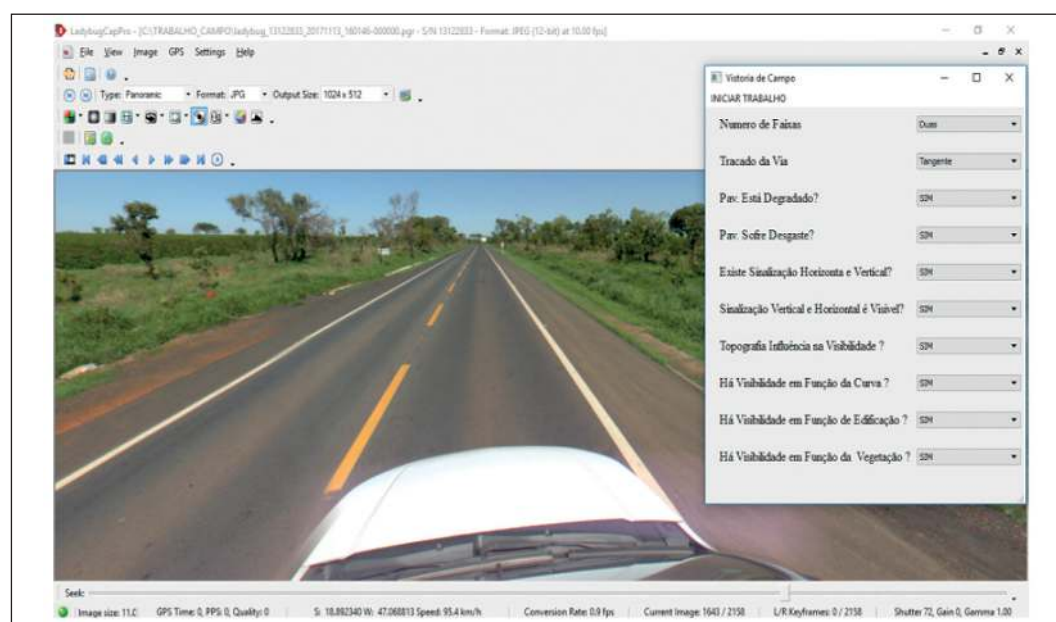 LadybugCapPro - [C:\TRABALHO_CAMPO\ladybug_13122833_20171113_160146-000000.pgr - S/N 13122833 - Format: JPEG (12-bit) at 10.00 fps]
File View Image GPS Settings Help
Type: Panoramic Format: JPG Output Size: 1024 x 512
Vistoria de Campo
INICIAR TRABALHO
Numero de Faixas Duas
Tracado da Via Tangente
Pav. Está Degradado? SIM
Pav. Sofre Desgaste? SIM
Existe Sinalização Horizonta e Vertical? SIM
Sinalização Vertical e Horizontal é Visivel? SIM
Topografia Influência na Visibilidade ? SIM
Há Visibilidade em Função da Curva ? SIM
Há Visibilidade em Função de Edificação ? SIM
Há Visibilidade em Função da Vegetação ? SIM
Seek:
Image size: 11.0 GPS Time: 0, PPS: 0, Quality: 0 S: 18.892340 W: 47.068813 Speed: 95.4 km/h Conversion Rate: 0.9 fps Current Image: 1643 / 2158 L/R Keyframes: 0 / 2158 Shutter 72, Gain 0, Gamma 1.00